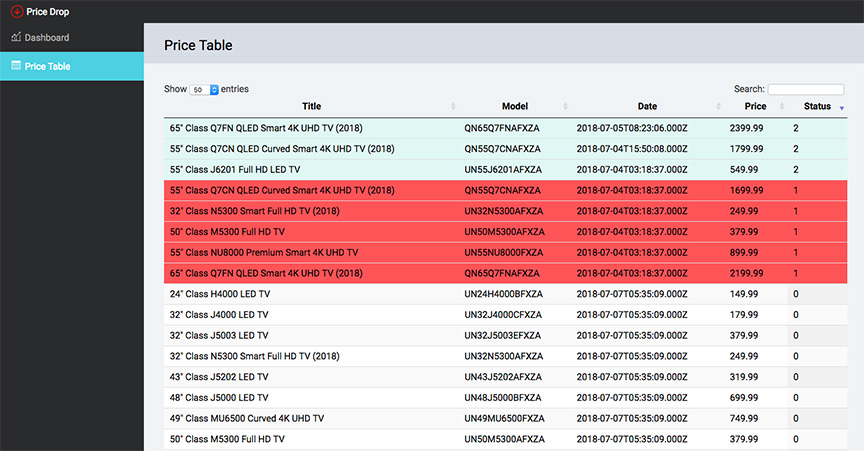 Price Drop
Dashboard
Price Table
Price Table
Show 50 entries Search:
Title Model Date Price Status
65" Class Q7FN QLED Smart 4K UHD TV (2018) QN65Q7FNAFXZA 2018-07-05T08:23:06.000Z 2399.99 2
55" Class Q7CN QLED Curved Smart 4K UHD TV (2018) QN55Q7CNAFXZA 2018-07-04T15:50:08.000Z 1799.99 2
55" Class J6201 Full HD LED TV UN55J6201AFXZA 2018-07-04T03:18:37.000Z 549.99 2
55" Class Q7CN QLED Curved Smart 4K UHD TV (2018) QN55Q7CNAFXZA 2018-07-04T03:18:37.000Z 1699.99 1
32" Class N5300 Smart Full HD TV (2018) UN32N5300AFXZA 2018-07-04T03:18:37.000Z 249.99 1
50" Class M5300 Full HD TV UN50M5300AFXZA 2018-07-04T03:18:37.000Z 379.99 1
55" Class NU8000 Premium Smart 4K UHD TV UN55NU8000FXZA 2018-07-04T03:18:37.000Z 899.99 1
65" Class Q7FN QLED Smart 4K UHD TV (2018) QN65Q7FNAFXZA 2018-07-04T03:18:37.000Z 2199.99 1
24" Class H4000 LED TV UN24H4000BFXZA 2018-07-07T05:35:09.000Z 149.99 0
32" Class J4000 LED TV UN32J4000CFXZA 2018-07-07T05:35:09.000Z 179.99 0
32" Class J5003 LED TV UN32J5003EFXZA 2018-07-07T05:35:09.000Z 379.99 0
32" Class N5300 Smart Full HD TV (2018) UN32N5300AFXZA 2018-07-07T05:35:09.000Z 249.99 0
43" Class J5202 LED TV UN43J5202AFXZA 2018-07-07T05:35:09.000Z 319.99 0
48" Class J5000 LED TV UN48J5000BFXZA 2018-07-07T05:35:09.000Z 699.99 0
49" Class MU6500 Curved 4K UHD TV UN49MU6500FXZA 2018-07-07T05:35:09.000Z 749.99 0
50" Class M5300 Full HD TV UN50M5300AFXZA 2018-07-07T05:35:09.000Z 379.99 0